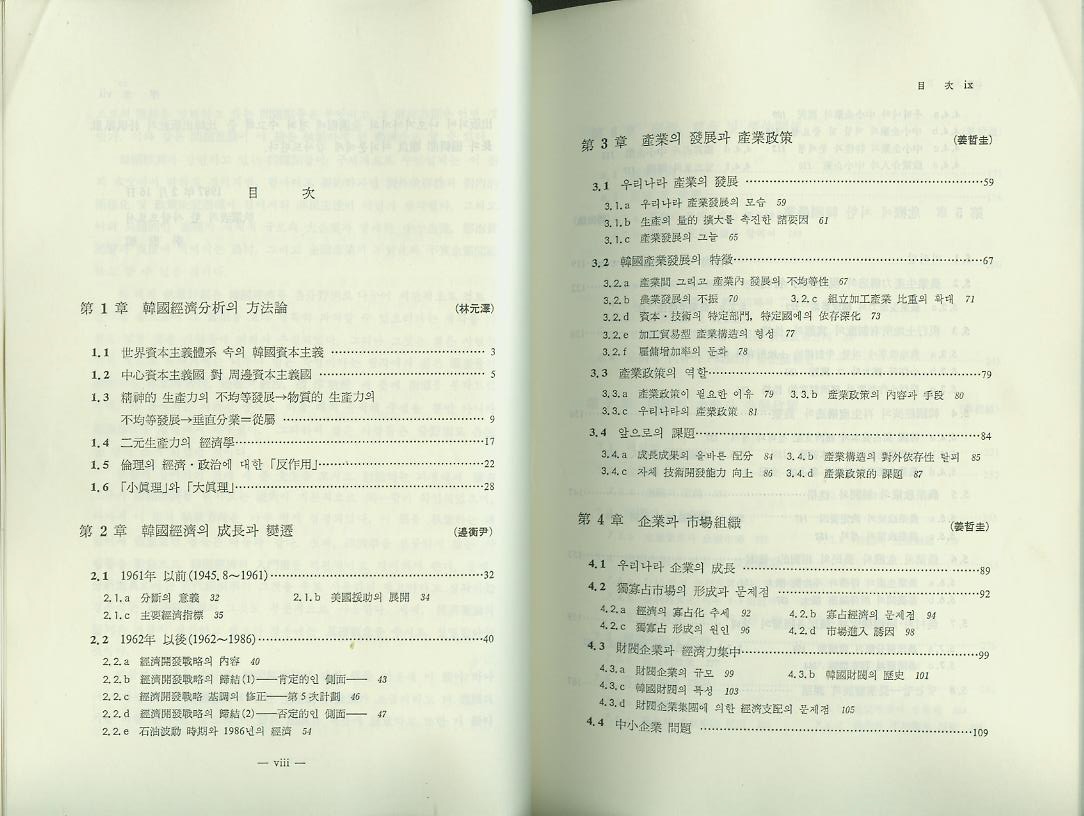 目 次
第 1 章 韓國經濟分析의 方法論 (林元澤)
1.1 世界資本主義體系 속의 韓國資本主義 …… 3
1.2 中心資本主義國 對 周邊資本主義國 …… 5
1.3 精神的 生産力의 不均等發展→物質的 生産力의
不均等發展→垂直分業=從屬 …… 9
1.4 二元生産力의 經濟學 …… 17
1.5 倫理의 經濟·政治에 대한「反作用」 …… 22
1.6 「小眞理」와「大眞理」 …… 28
第 2 章 韓國經濟의 成長과 變遷 (邊衡尹)
2.1 1961年 以前(1945.8~1961) …… 32
2.1.a 分斷의 意義 32 2.1.b 美國援助의 展開 34
2.1.c 主要經濟指標 35
2.2 1962年 以後(1962~1986) …… 40
2.2.a 經濟開發戰略의 內容 40
2.2.b 經濟開發戰略의 歸結(1)——肯定的인 側面—— 43
2.2.c 經濟開發戰略 基調의 修正——第5次計劃 46
2.2.d 經濟開發戰略의 歸結(2)——否定的인 側面—— 47
2.2.e 石油波動 時期와 1986년의 經濟 54
— viii —
目 次 ix
第 3 章 産業의 發展과 産業政策 (姜哲圭)
3.1 우리나라 産業의 發展 …… 59
3.1.a 우리나라 産業發展의 모습 59
3.1.b 生産의 量的 擴大를 촉진한 諸要因 61
3.1.c 産業發展의 그늘 65
3.2 韓國産業發展의 特徵 …… 67
3.2.a 産業間 그리고 産業內 發展의 不均等性 67
3.2.b 農業發展의 不振 70 3.2.c 組立加工産業 比重의 확대 71
3.2.d 資本·技術의 特定部門, 特定國에의 依存深化 73
3.2.e 加工貿易型 産業構造의 형성 77
3.2.f 雇傭增加率의 둔화 78
3.3 産業政策의 역할 …… 79
3.3.a 産業政策이 필요한 이유 79 3.3.b 産業政策의 內容과 手段 80
3.3.c 우리나라의 産業政策 81
3.4 앞으로의 課題 …… 84
3.4.a 成長成果의 올바른 配分 84 3.4.b 産業構造의 對外依存性 탈피 85
3.4.c 자체 技術開發能力 向上 86 3.4.d 産業政策的 課題 87
第 4 章 企業과 市場組織 (姜哲圭)
4.1 우리나라 企業의 成長 …… 89
4.2 獨寡占市場의 形成과 문제점 …… 92
4.2.a 經濟의 寡占化 추세 92 4.2.b 寡占經濟의 문제점 94
4.2.c 獨寡占 形成의 원인 96 4.2.d 市場進入 誘因 98
4.3 財閥企業과 經濟力集中 …… 99
4.3.a 財閥企業의 규모 99 4.3.b 韓國財閥의 歷史 101
4.3.c 韓國財閥의 특성 103
4.3.d 財閥企業集團에 의한 經濟支配의 문제점 105
4.4 中小企業 問題 …… 109